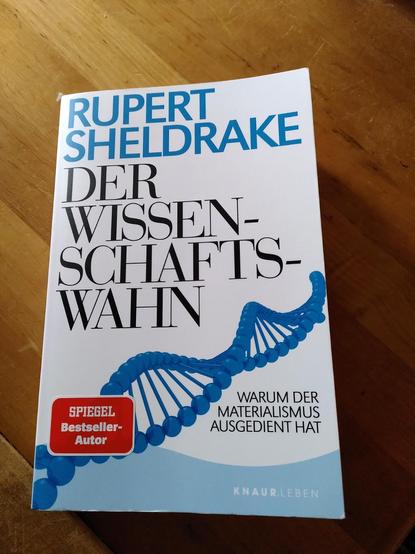 RUPERT
SHELDRAKE
DER
WISSEN-
SCHAFTS-
WAHN
WARUM DER
MATERIALISMUS
AUSGEDIENT HAT
SPIEGEL
Bestseller-
Autor
KNAUR.LEBEN